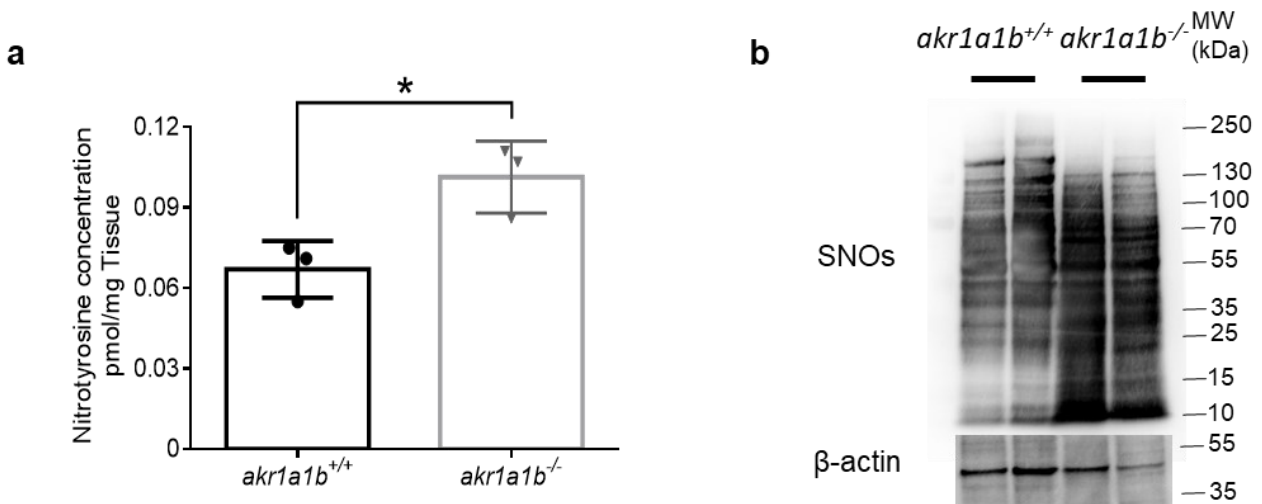 a
Nitrotyrosine concentration
pmol/mg Tissue
0.12
0.09
0.06
0.03
0
*
akr1a1b+/+
akr1a1b-/-
b
akr1a1b+/+ akr1a1b-/- MW
(kDa)
SNOs
250
130
100
70
55
35
25
15
10
β-actin
55
35